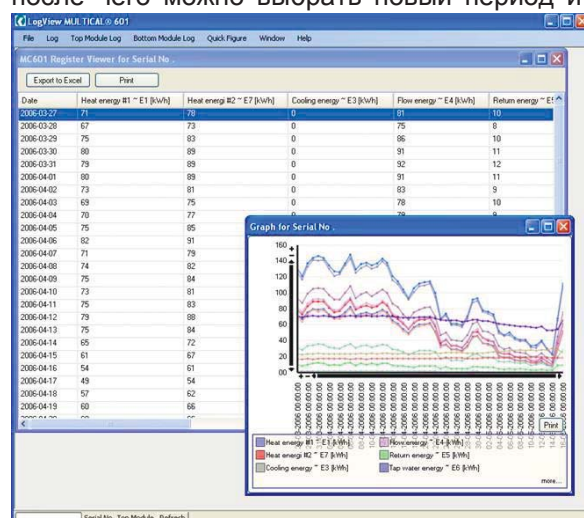 после чего можно выбрать новый период и
LogView MULTICAL® 601
File Log Top Module Log Bottom Module Log Quick Figure Window Help
MC601 Register Viewer for Serial No .
Export to Excel Print
Date Heat energy #1 ~ E1 [kWh] Heat energi #2 ~ E7 [kWh] Cooling energy ~ E3 [kWh] Flow energy ~ E4 [kWh] Return energy ~ E5
2006-03-27 71 78 0 81 10
2006-03-28 67 73 0 75 8
2006-03-29 75 83 0 86 10
2006-03-30 80 89 0 91 11
2006-03-31 79 89 0 92 12
2006-04-01 80 89 0 91 11
2006-04-02 73 81 0 83 9
2006-04-03 69 75 0 78 10
2006-04-04 70 77 0 79 9
2006-04-05 75 85
2006-04-06 82 91
2006-04-07 71 79
2006-04-08 74 82
2006-04-09 75 84
2006-04-10 73 81
2006-04-11 75 83
2006-04-12 79 88
2006-04-13 75 84
2006-04-14 65 72
2006-04-15 61 67
2006-04-16 54 61
2006-04-17 49 54
2006-04-18 57 62
2006-04-19 60 66
Graph for Serial No .
160
140
120
100
80
60
40
20
00
Print
Heat energy #1 ~ E1 [kWh] Flow energy ~ E4 [kWh]
Heat energi #2 ~ E7 [kWh] Return energy ~ E5 [kWh]
Cooling energy ~ E3 [kWh] Tap water energy ~ E6 [kWh]
more...
Serial No. Top Module Refresh